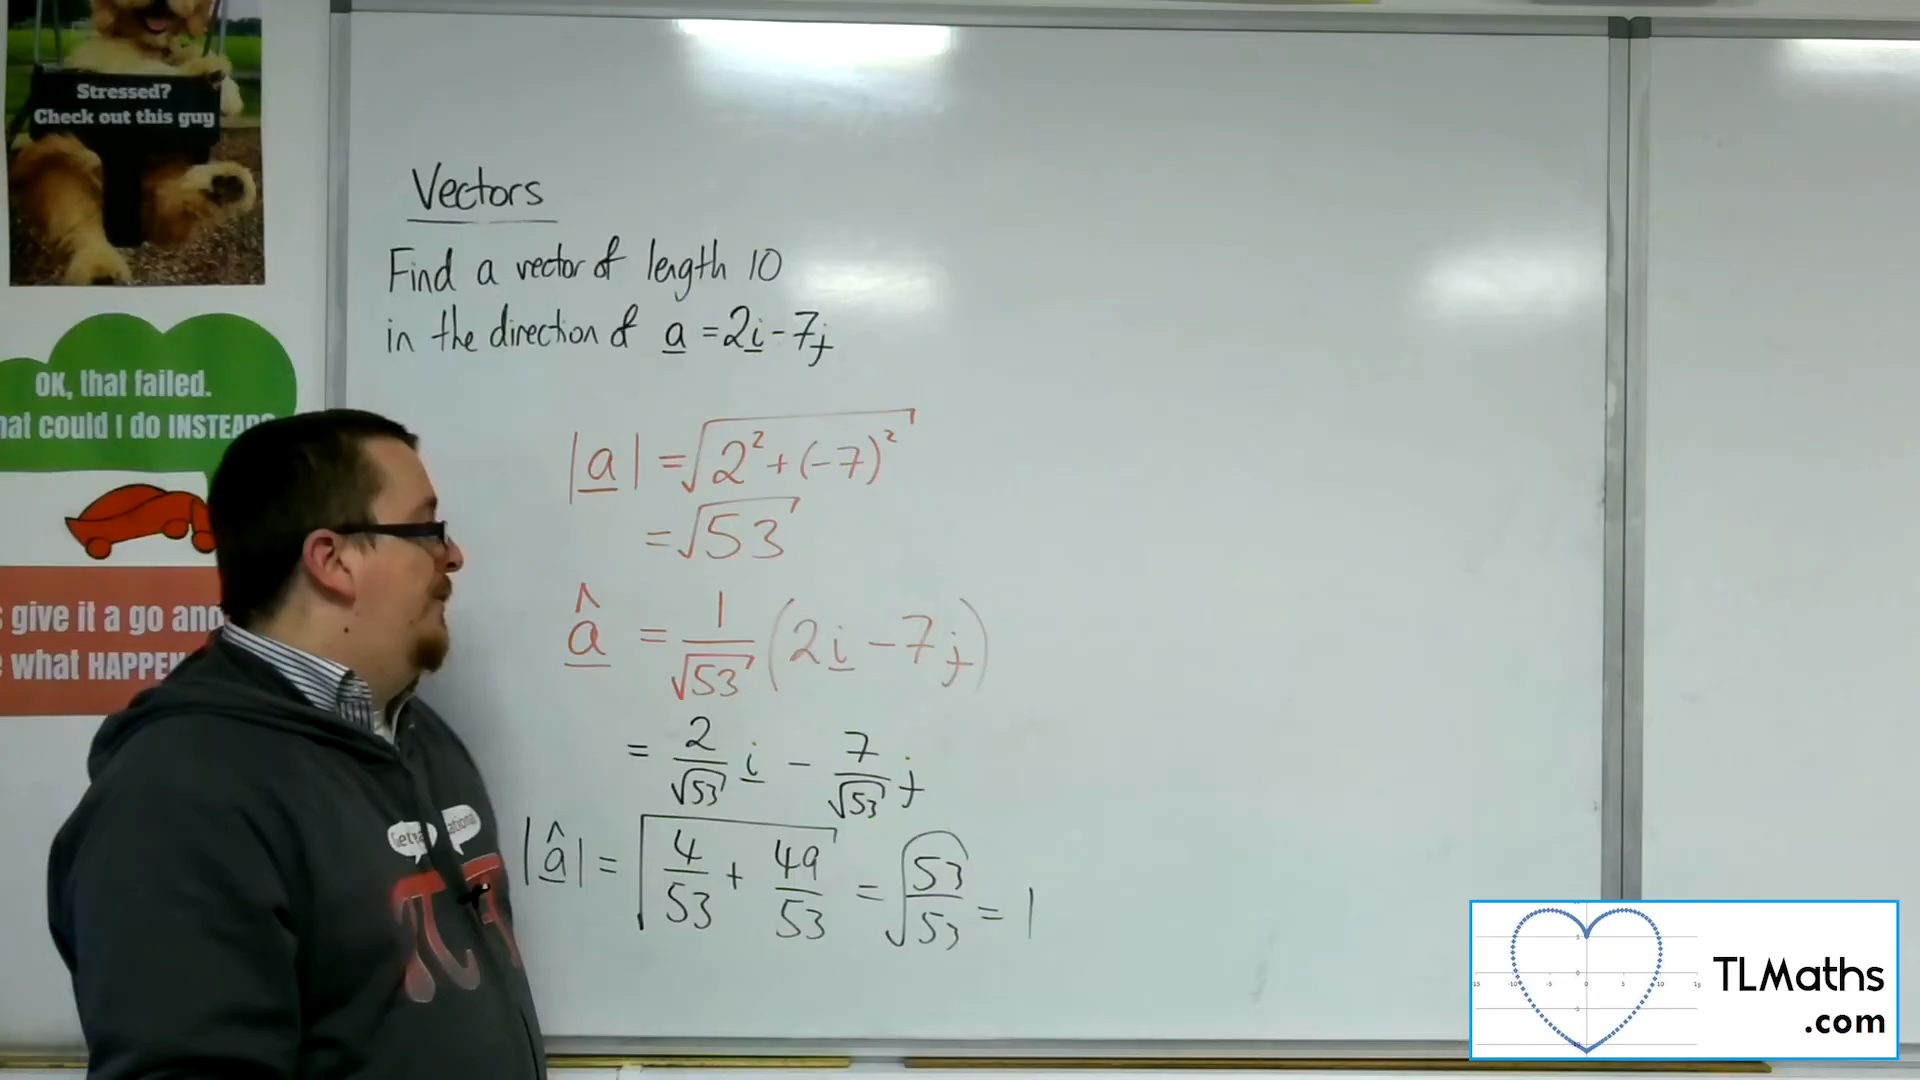 Stressed?
Check out this guy
OK, that failed.
could I do INSTEAD?
give it a go and
what HAPPEN
Vectors
Find a vector of length 10
in the direction of a = 2i - 7j
|a| = √(2² + (-7)²)
= √53
â = 1/√53 (2i - 7j)
= 2/√53 i - 7/√53 j
|â| = √(4/53 + 49/53) = √(53/53) = 1
TLMaths
.com